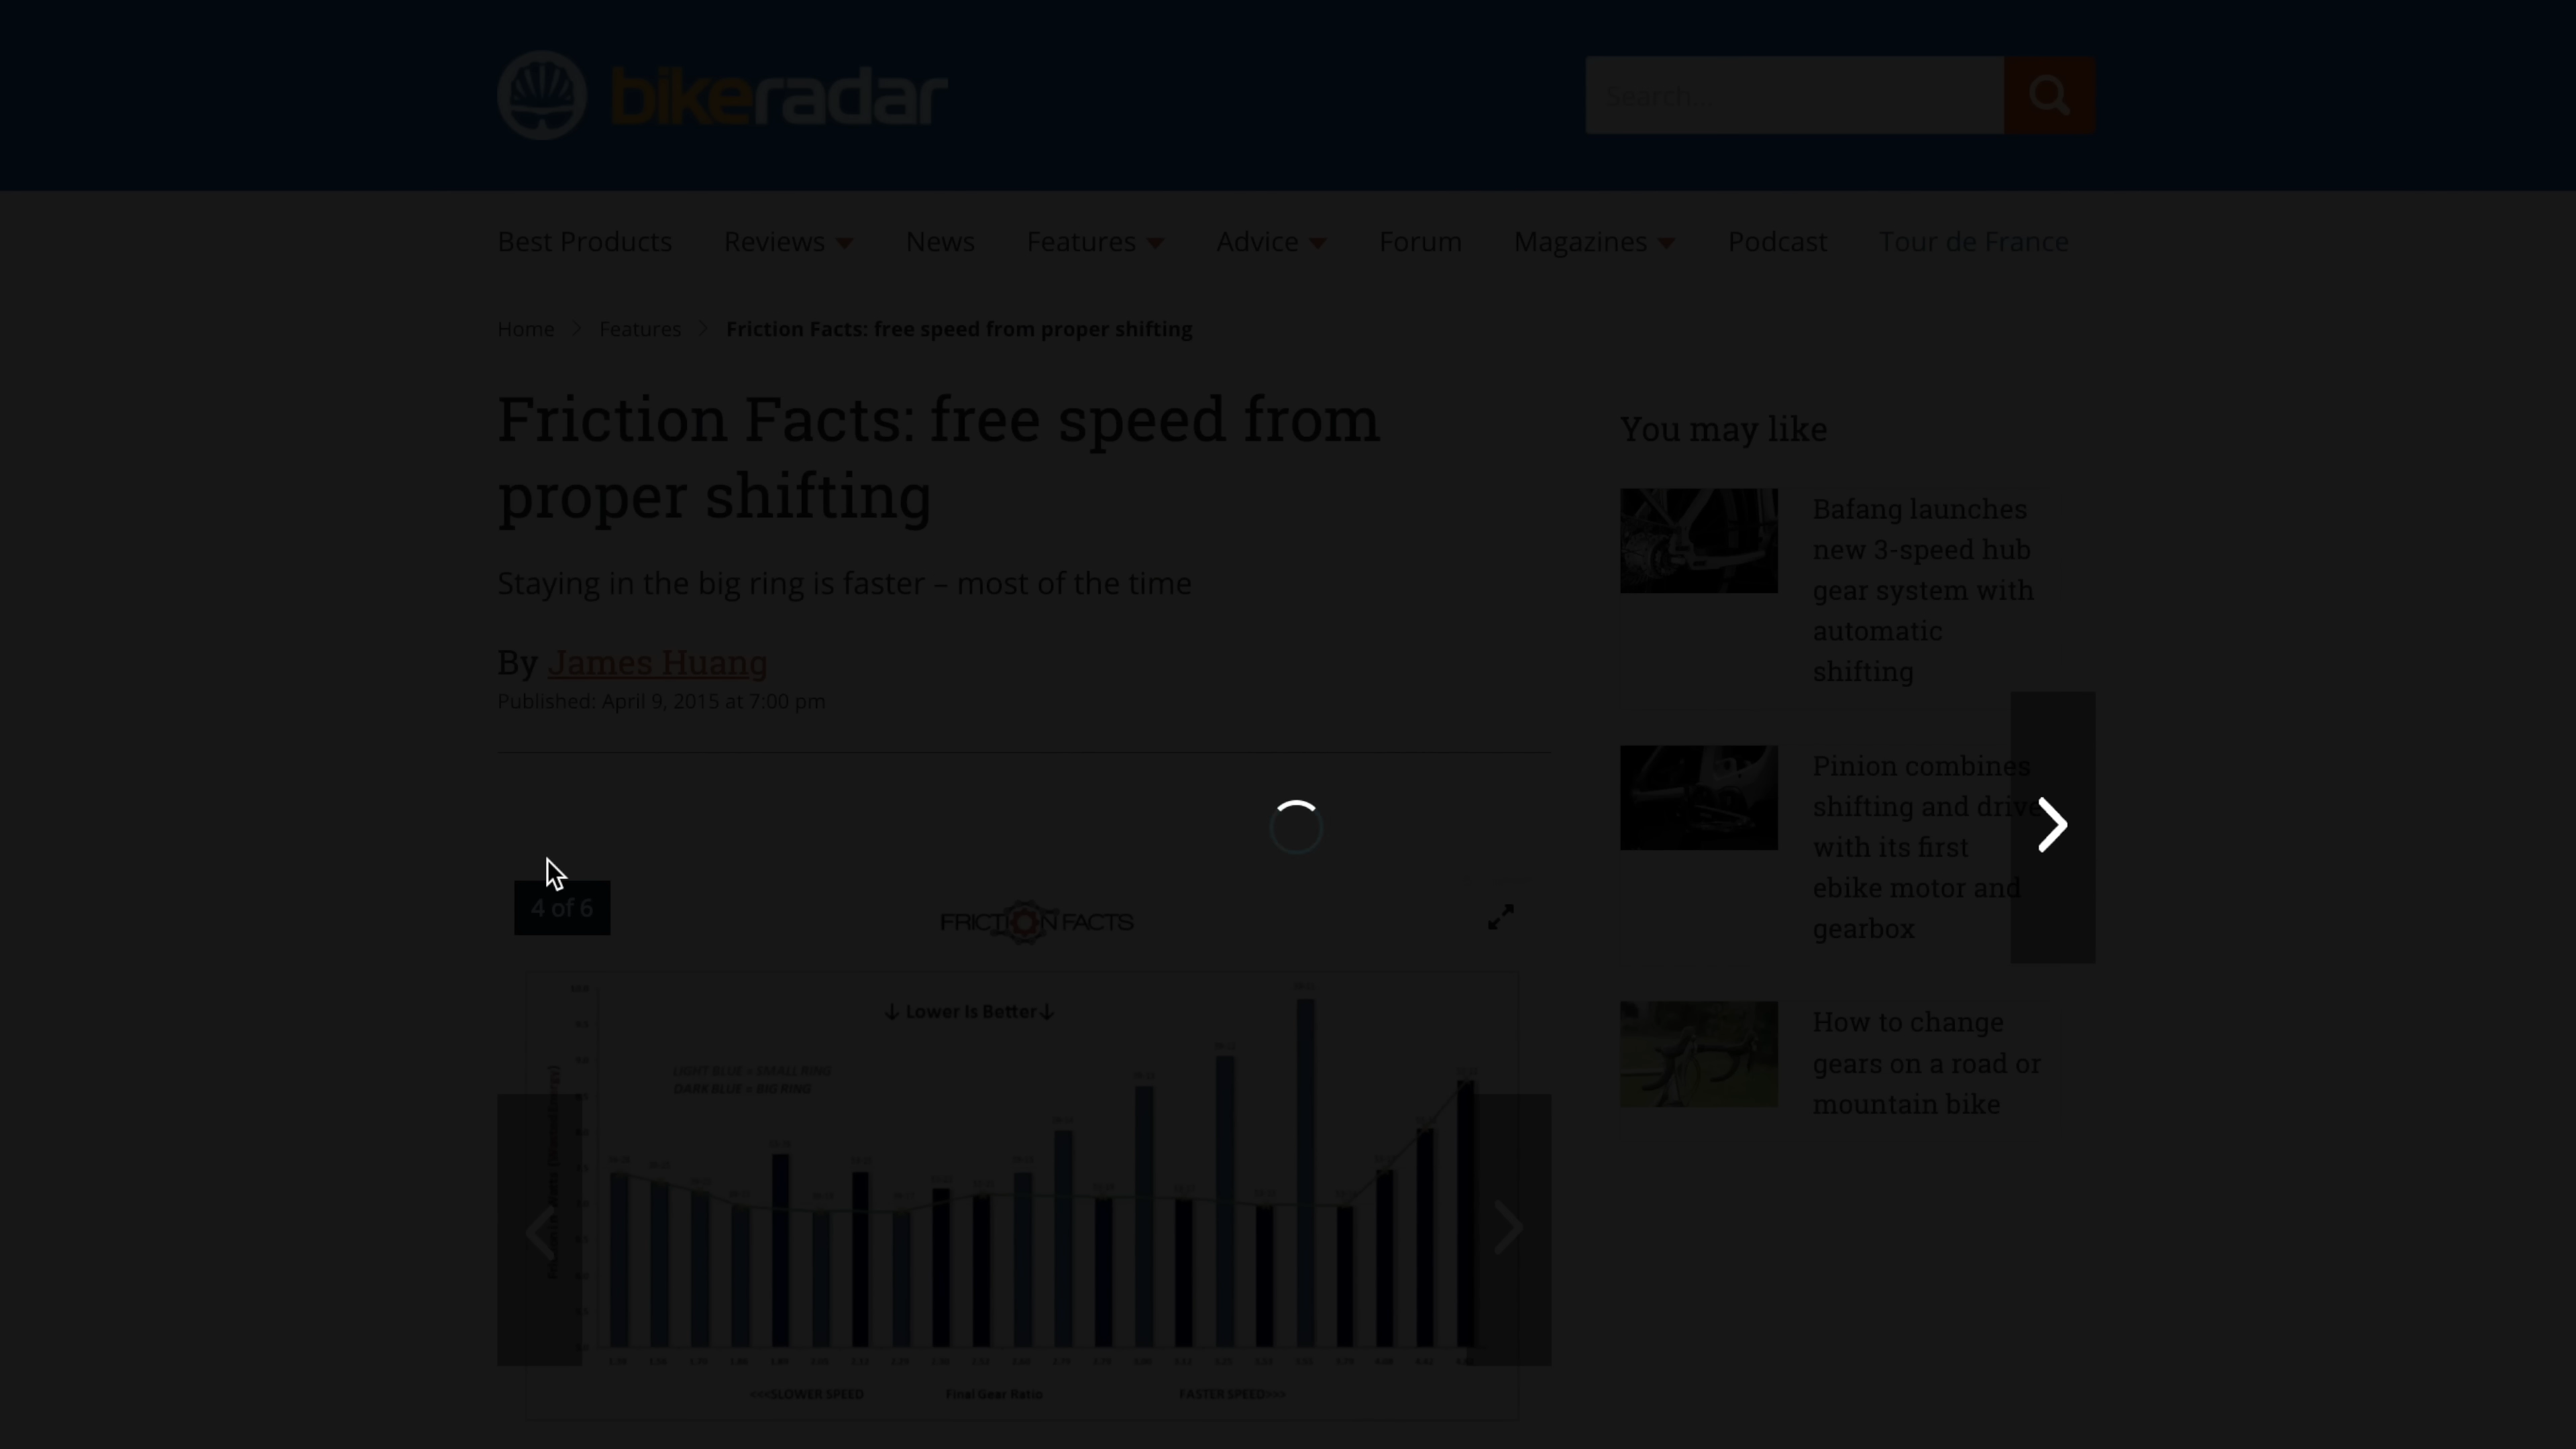 bikeradar
Search...
Best Products Reviews News Features Advice Forum Magazines Podcast Tour de France
Home Features Friction Facts: free speed from proper shifting
Friction Facts: free speed from
proper shifting
Staying in the big ring is faster – most of the time
By James Huang
Published: April 9, 2015 at 7:00 pm
4 of 6
FRICTION FACTS
↓ Lower Is Better ↓
LIGHT BLUE = SMALL RING
DARK BLUE = BIG RING
<<<SLOWER SPEED Final Gear Ratio FASTER SPEED>>>
You may like
Bafang launches
new 3-speed hub
gear system with
automatic
shifting
Pinion combines
shifting and drive
with its first
ebike motor and
gearbox
How to change
gears on a road or
mountain bike